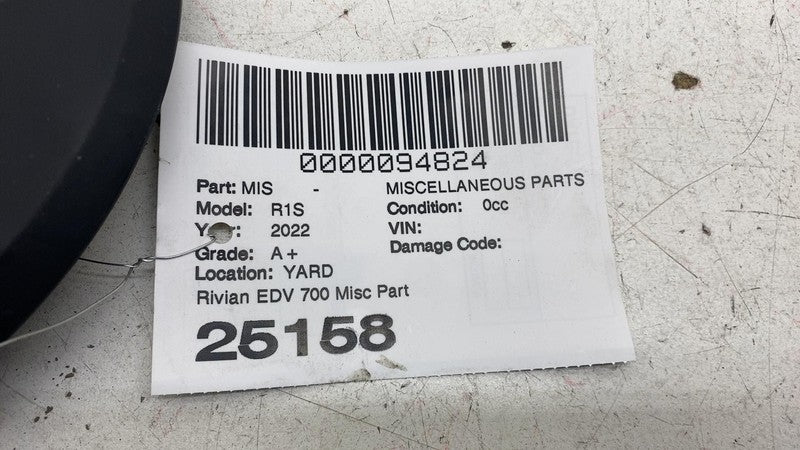 0000094824
Part: MIS - MISCELLANEOUS PARTS
Model: R1S Condition: 0cc
Year: 2022 VIN:
Grade: A+ Damage Code:
Location: YARD
Rivian EDV 700 Misc Part
25158